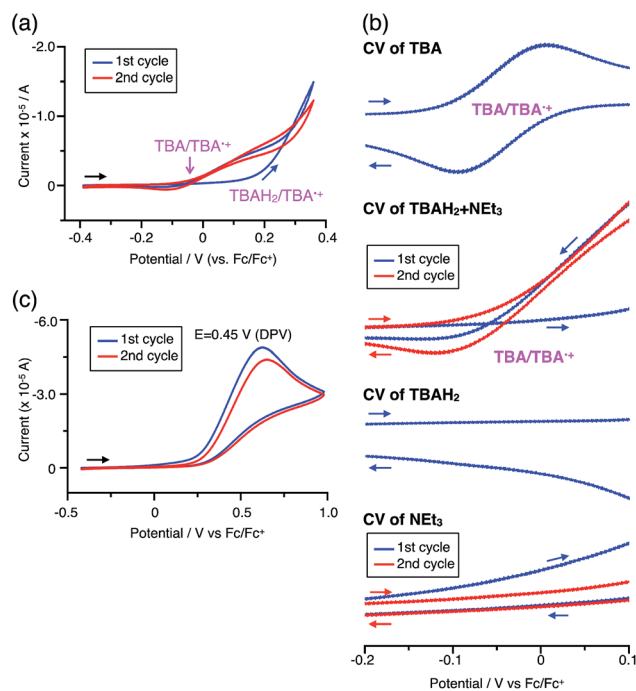 (a)
-2.0
-1.0
0
Current x 10⁻⁵ / A
1st cycle
2nd cycle
TBA/TBA•+
TBAH₂/TBA•+
-0.4 -0.2 0 0.2 0.4
Potential / V (vs. Fc/Fc⁺)
(c)
-6.0
-3.0
0
Current (x 10⁻⁵ A)
1st cycle
2nd cycle
E=0.45 V (DPV)
-0.5 0 0.5 1.0
Potential / V vs Fc/Fc⁺
(b)
CV of TBA
TBA/TBA•+
CV of TBAH₂+NEt₃
1st cycle
2nd cycle
TBA/TBA•+
CV of TBAH₂
CV of NEt₃
1st cycle
2nd cycle
-0.2 -0.1 0 0.1
Potential / V vs Fc/Fc⁺